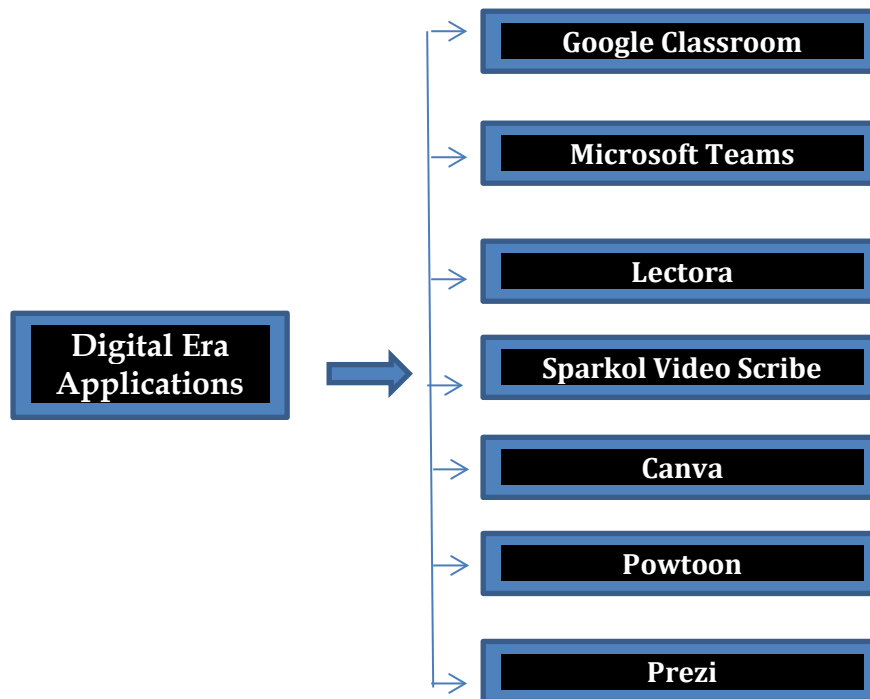 Google Classroom
Microsoft Teams
Lectora
Digital Era
Applications
Sparkol Video Scribe
Canva
Powtoon
Prezi